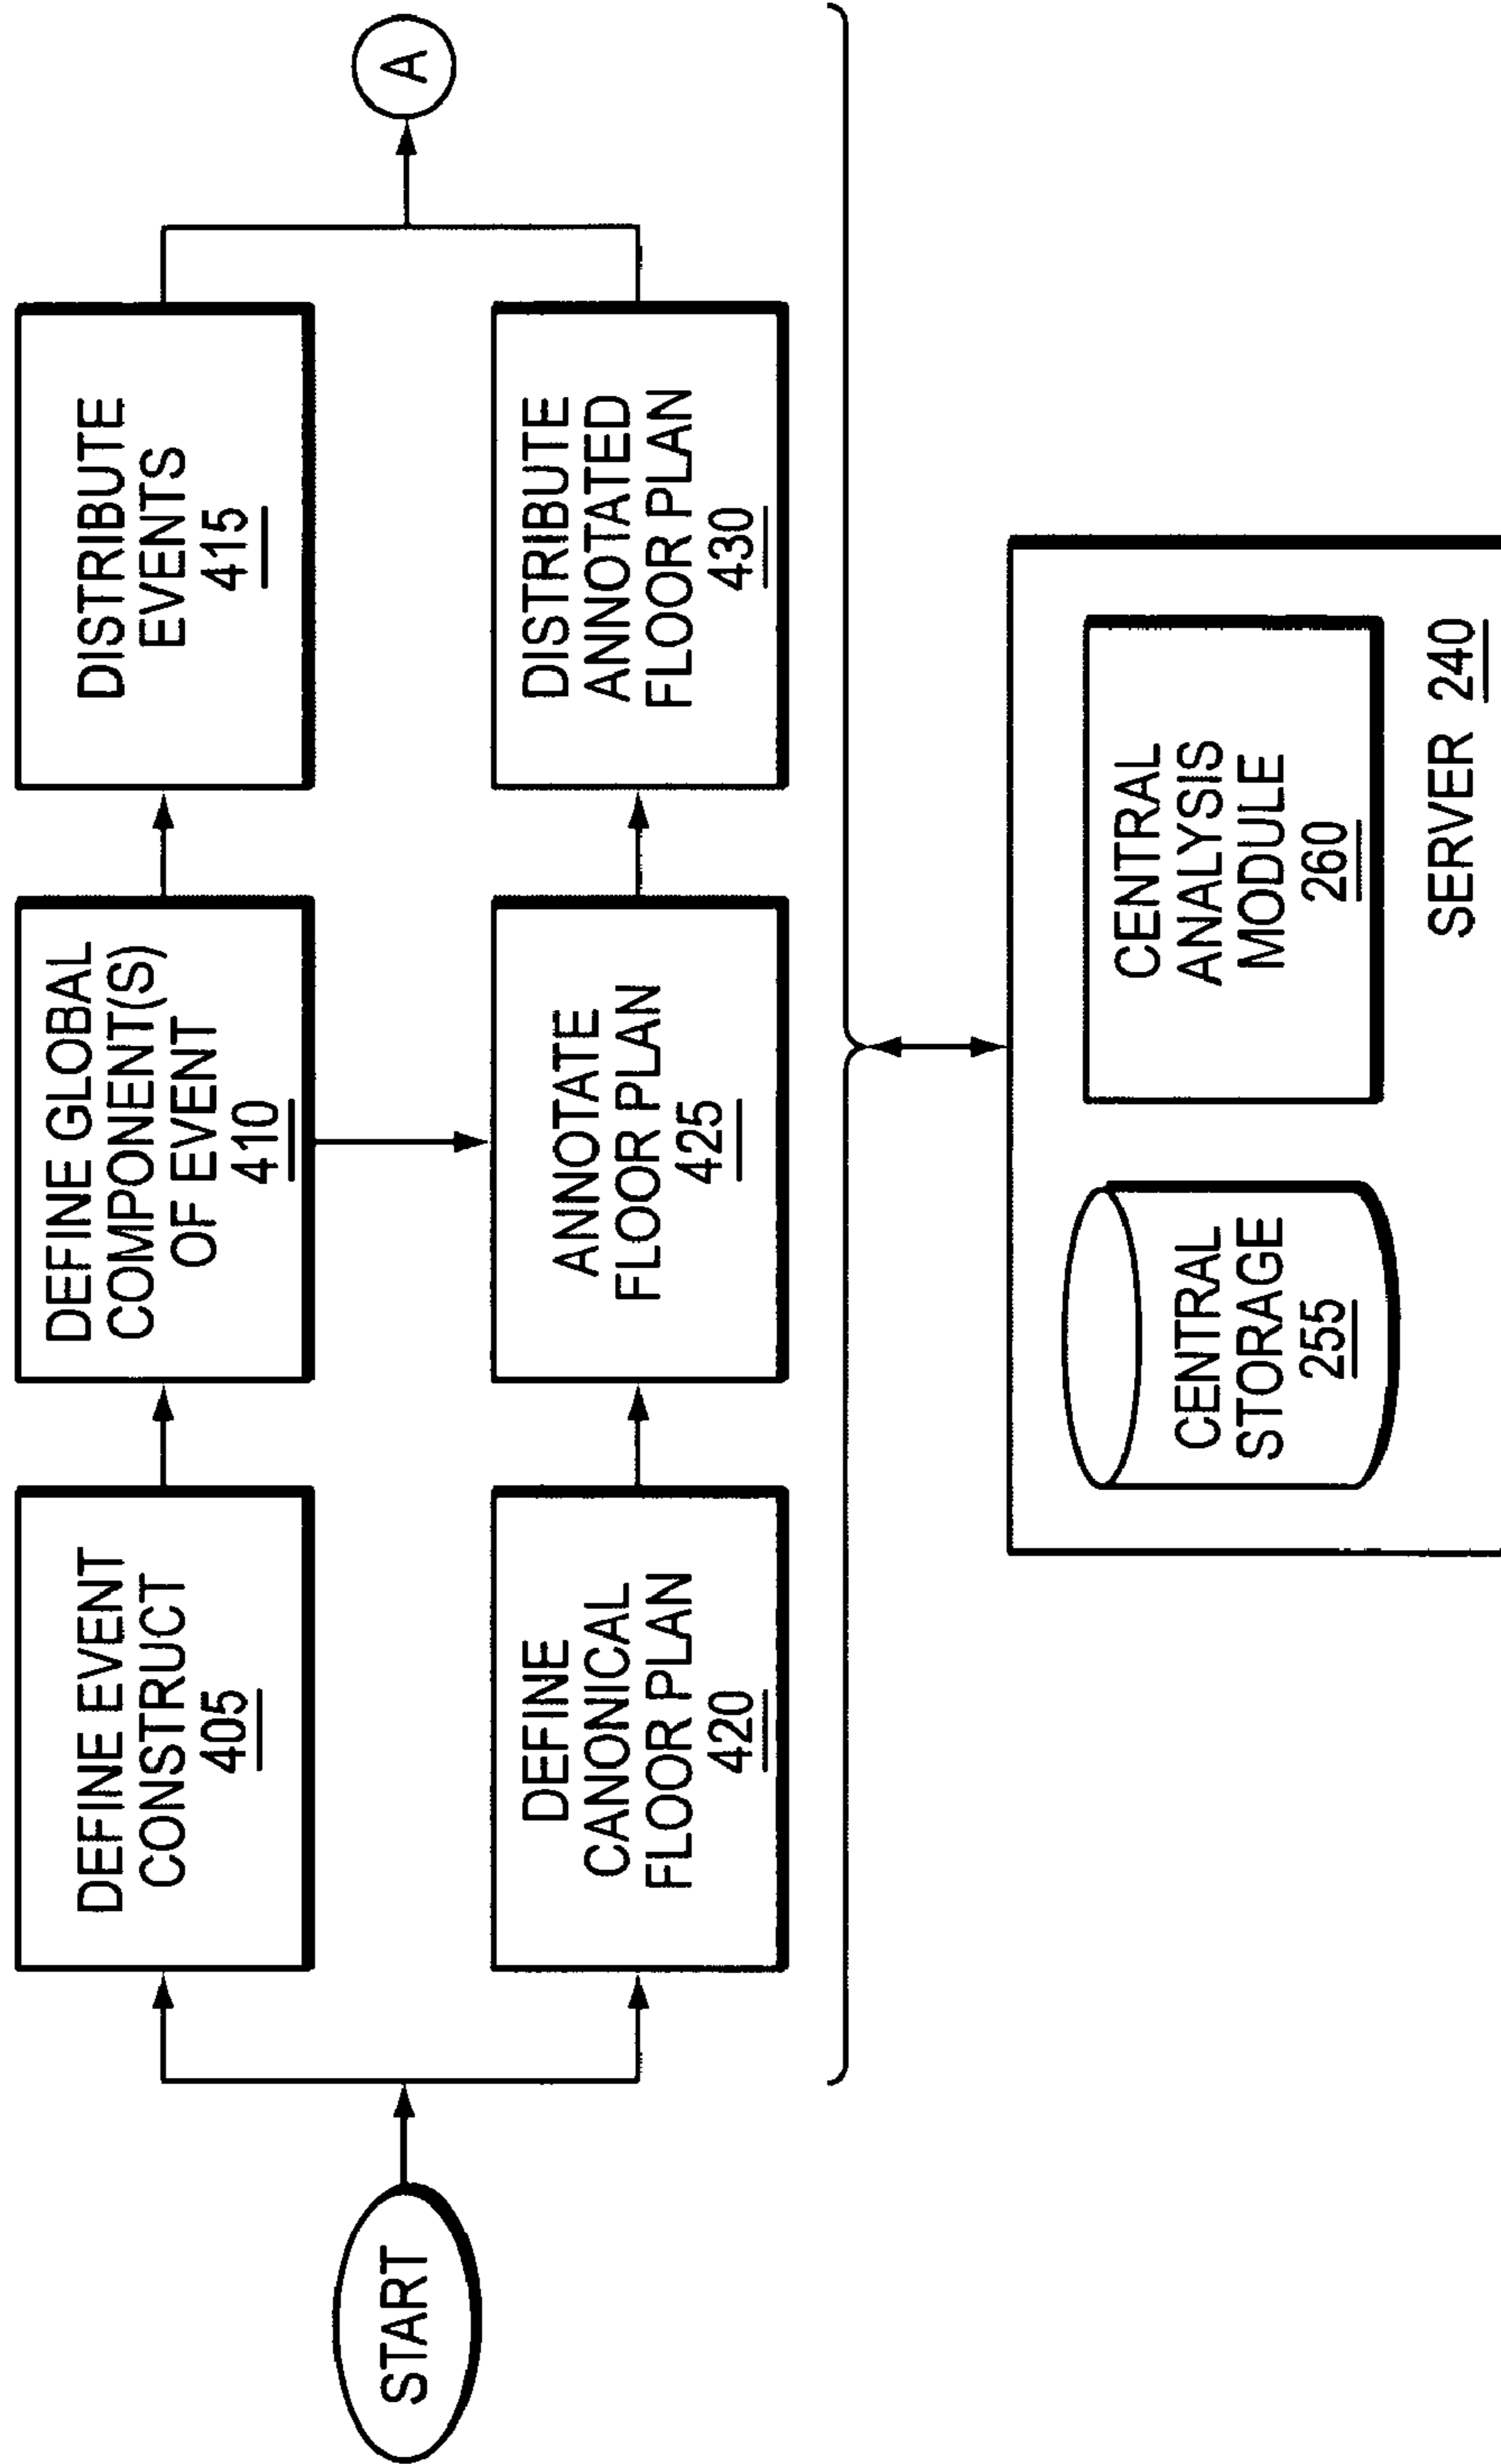 START
DEFINE EVENT
CONSTRUCT
405
DEFINE GLOBAL
COMPONENT(S)
OF EVENT
410
DISTRIBUTE
EVENTS
415
A
DEFINE
CANONICAL
FLOOR PLAN
420
ANNOTATE
FLOOR PLAN
425
DISTRIBUTE
ANNOTATED
FLOOR PLAN
430
CENTRAL
STORAGE
255
CENTRAL
ANALYSIS
MODULE
260
SERVER 240